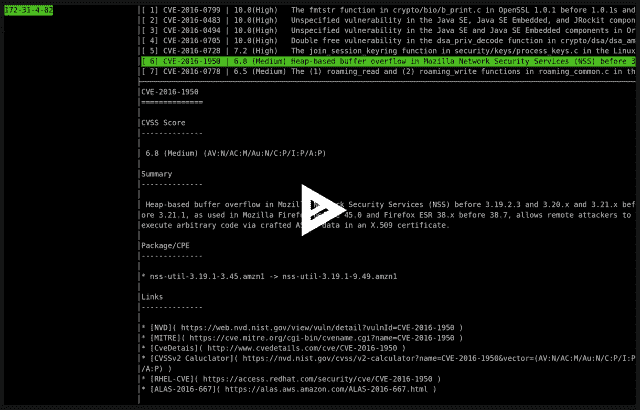 172-31-4-82
[ 1] CVE-2016-0799 | 10.0(High) The fmtstr function in crypto/bio/b_print.c in OpenSSL 1.0.1 before 1.0.1s and
[ 2] CVE-2016-0483 | 10.0(High) Unspecified vulnerability in the Java SE, Java SE Embedded, and JRockit compon
[ 3] CVE-2016-0494 | 10.0(High) Unspecified vulnerability in the Java SE and Java SE Embedded components in Or
[ 4] CVE-2016-0705 | 10.0(High) Double free vulnerability in the dsa_priv_decode function in crypto/dsa/dsa_am
[ 5] CVE-2016-0728 | 7.2 (High) The join_session_keyring function in security/keys/process_keys.c in the Linux
[ 6] CVE-2016-1950 | 6.8 (Medium) Heap-based buffer overflow in Mozilla Network Security Services (NSS) before 3
[ 7] CVE-2016-0778 | 6.5 (Medium) The (1) roaming_read and (2) roaming_write functions in roaming_common.c in th
CVE-2016-1950
==============
CVSS Score
--------------
6.8 (Medium) (AV:N/AC:M/Au:N/C:P/I:P/A:P)
Summary
--------------
Heap-based buffer overflow in Security Services (NSS) before 3.19.2.3 and 3.20.x and 3.21.x bef
ore 3.21.1, as used in Mozilla 45.0 and Firefox ESR 38.x before 38.7, allows remote attackers to
execute arbitrary code via crafted data in an X.509 certificate.
Package/CPE
--------------
* nss-util-3.19.1-3.45.amzn1 -> nss-util-3.19.1-9.49.amzn1
Links
--------------
* [NVD]( https://web.nvd.nist.gov/view/vuln/detail?vulnId=CVE-2016-1950 )
* [MITRE]( https://cve.mitre.org/cgi-bin/cvename.cgi?name=CVE-2016-1950 )
* [CveDetais]( http://www.cvedetails.com/cve/CVE-2016-1950 )
* [CVSSv2 Caluclator]( https://nvd.nist.gov/cvss/v2-calculator?name=CVE-2016-1950&vector=(AV:N/AC:M/Au:N/C:P/I:P
/A:P) )
* [RHEL-CVE]( https://access.redhat.com/security/cve/CVE-2016-1950 )
* [ALAS-2016-667]( https://alas.aws.amazon.com/ALAS-2016-667.html )